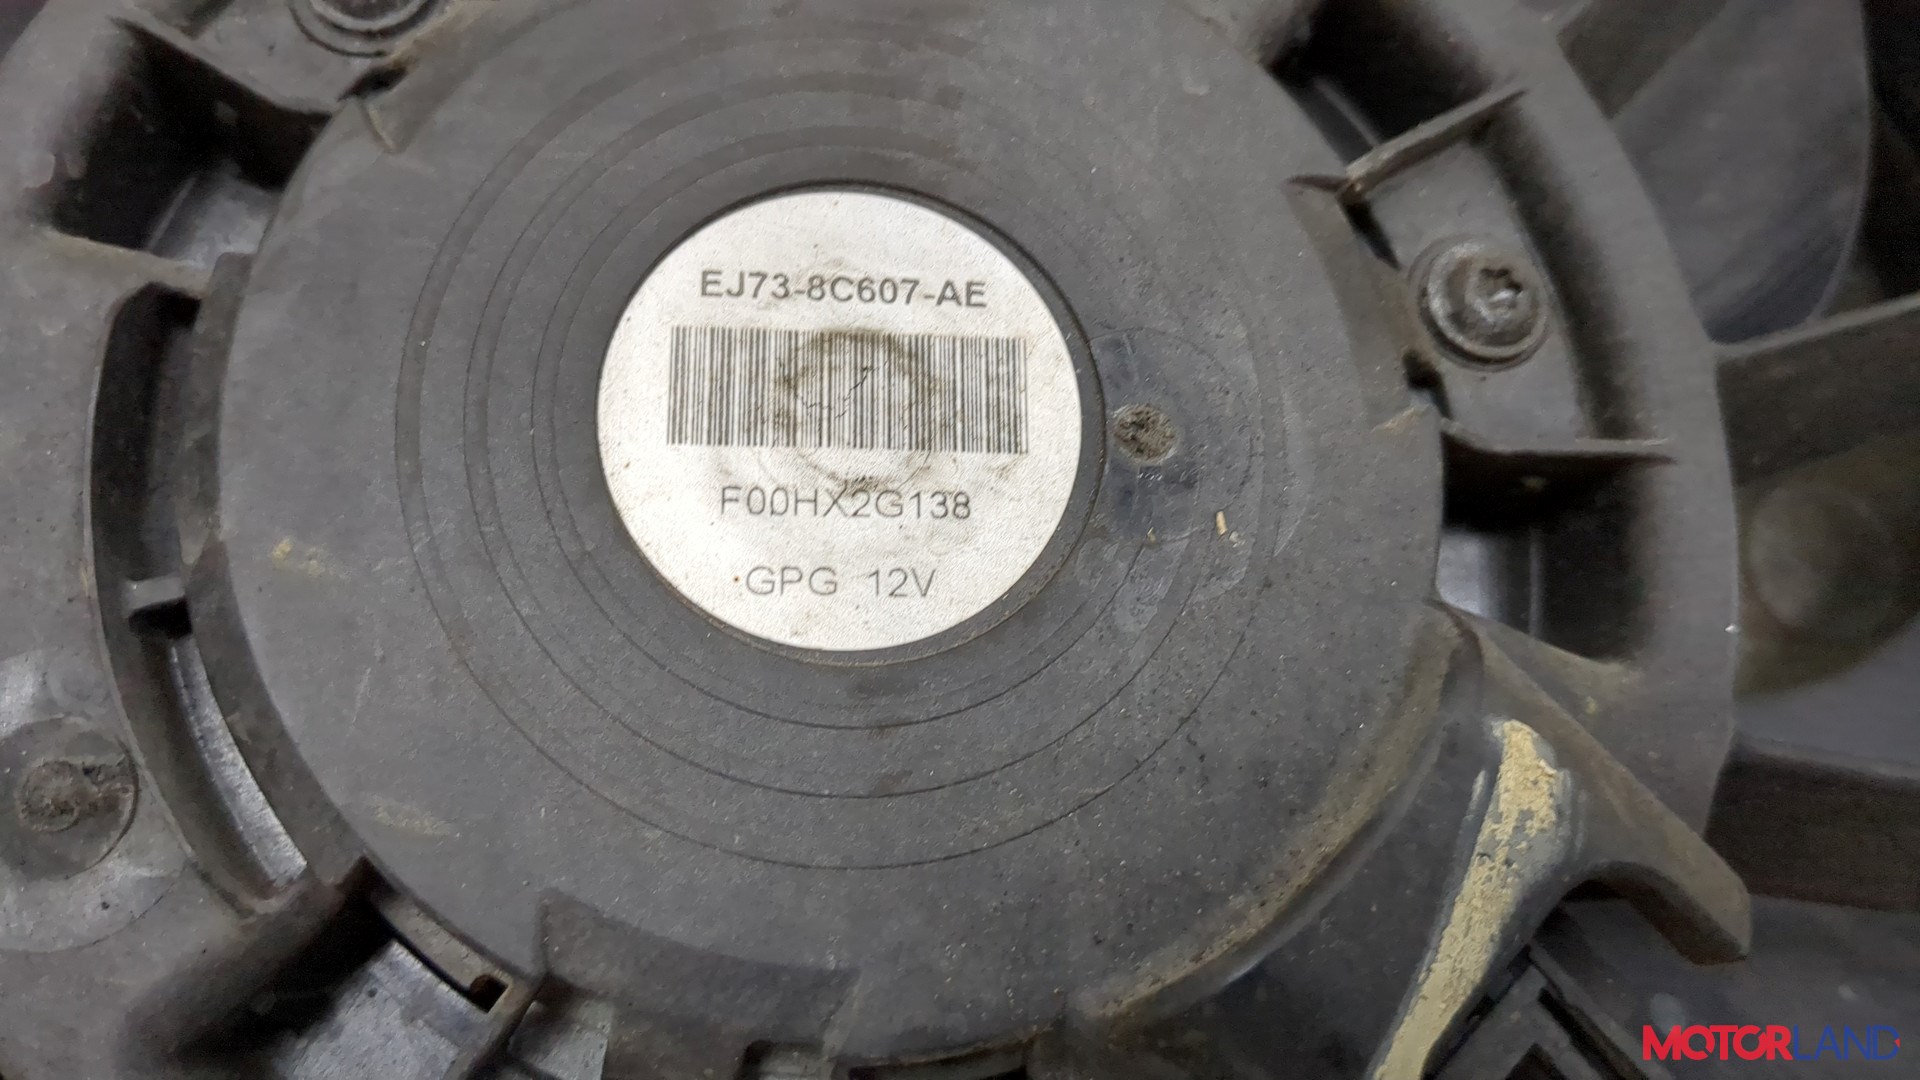 EJ73-8C607-AE
F00HX2G138
GPG 12V
MOTORLAND